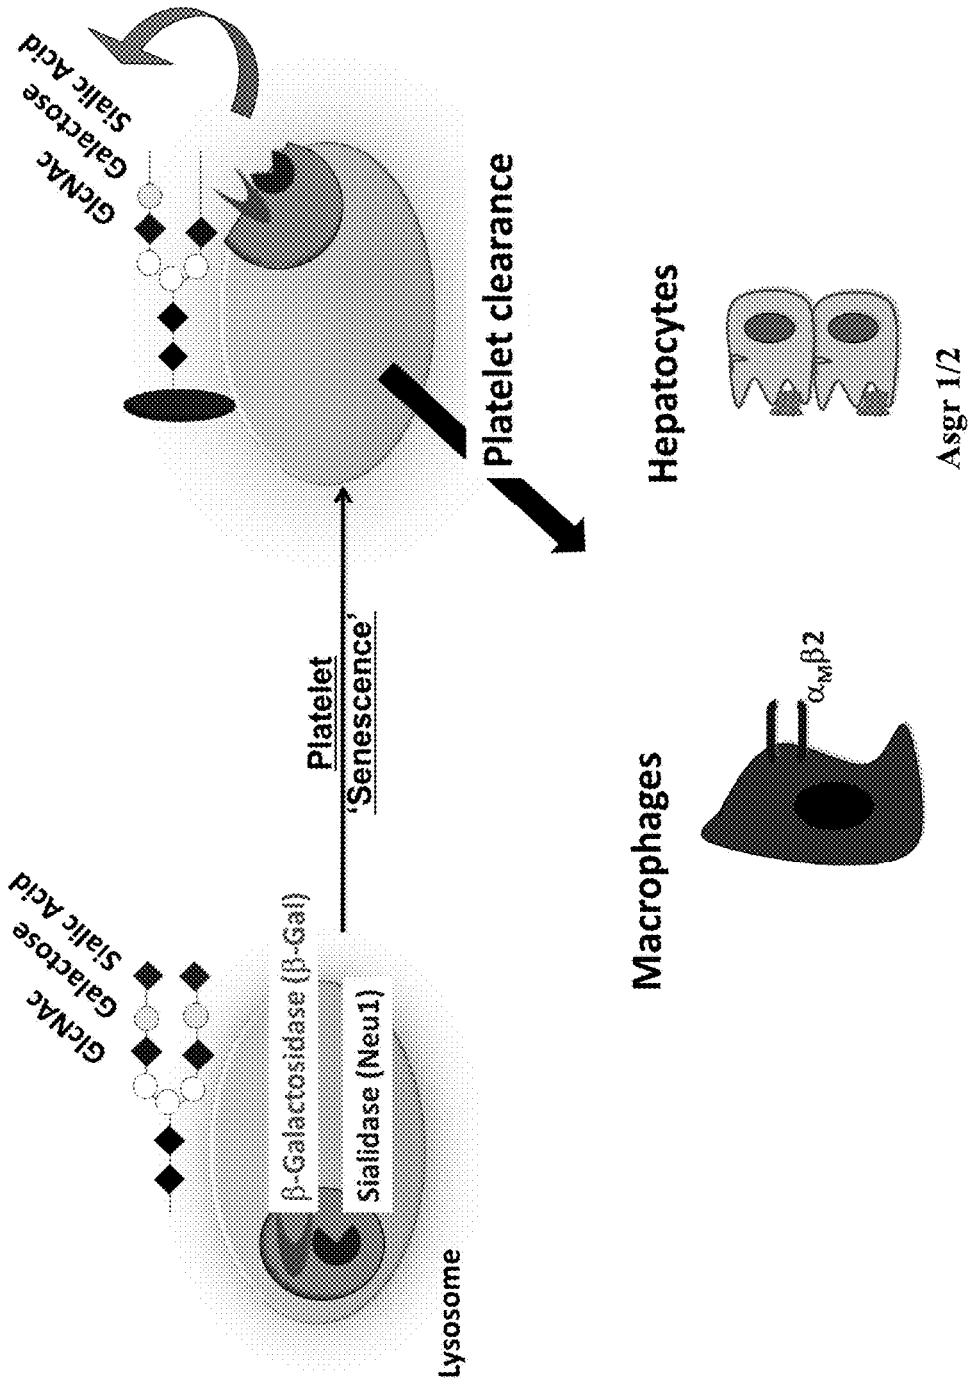 GlcNAc
Galactose
Sialic Acid
β-Galactosidase (β-Gal)
Sialidase (Neu1)
Lysosome
Platelet
‘Senescence’
GlcNAc
Galactose
Sialic Acid
Platelet clearance
Macrophages
αMβ2
Hepatocytes
Asgr 1/2